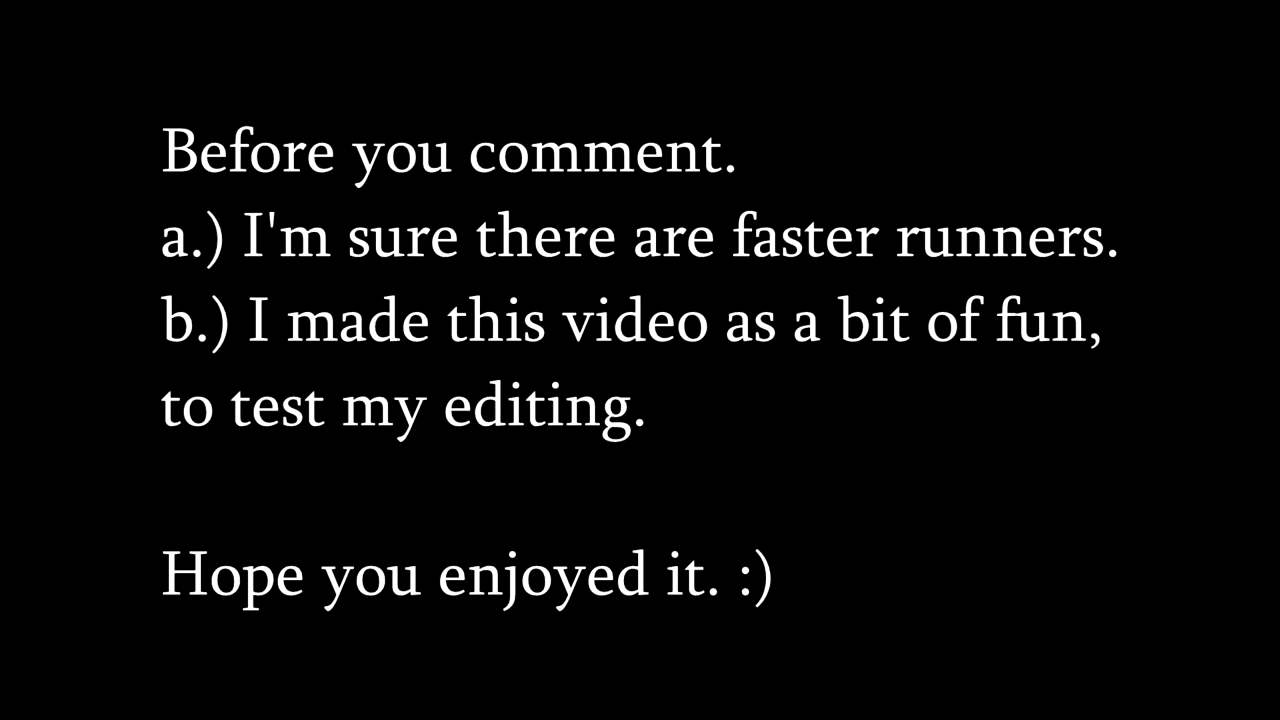 Before you comment.
a.) I'm sure there are faster runners.
b.) I made this video as a bit of fun,
to test my editing.
Hope you enjoyed it. :)